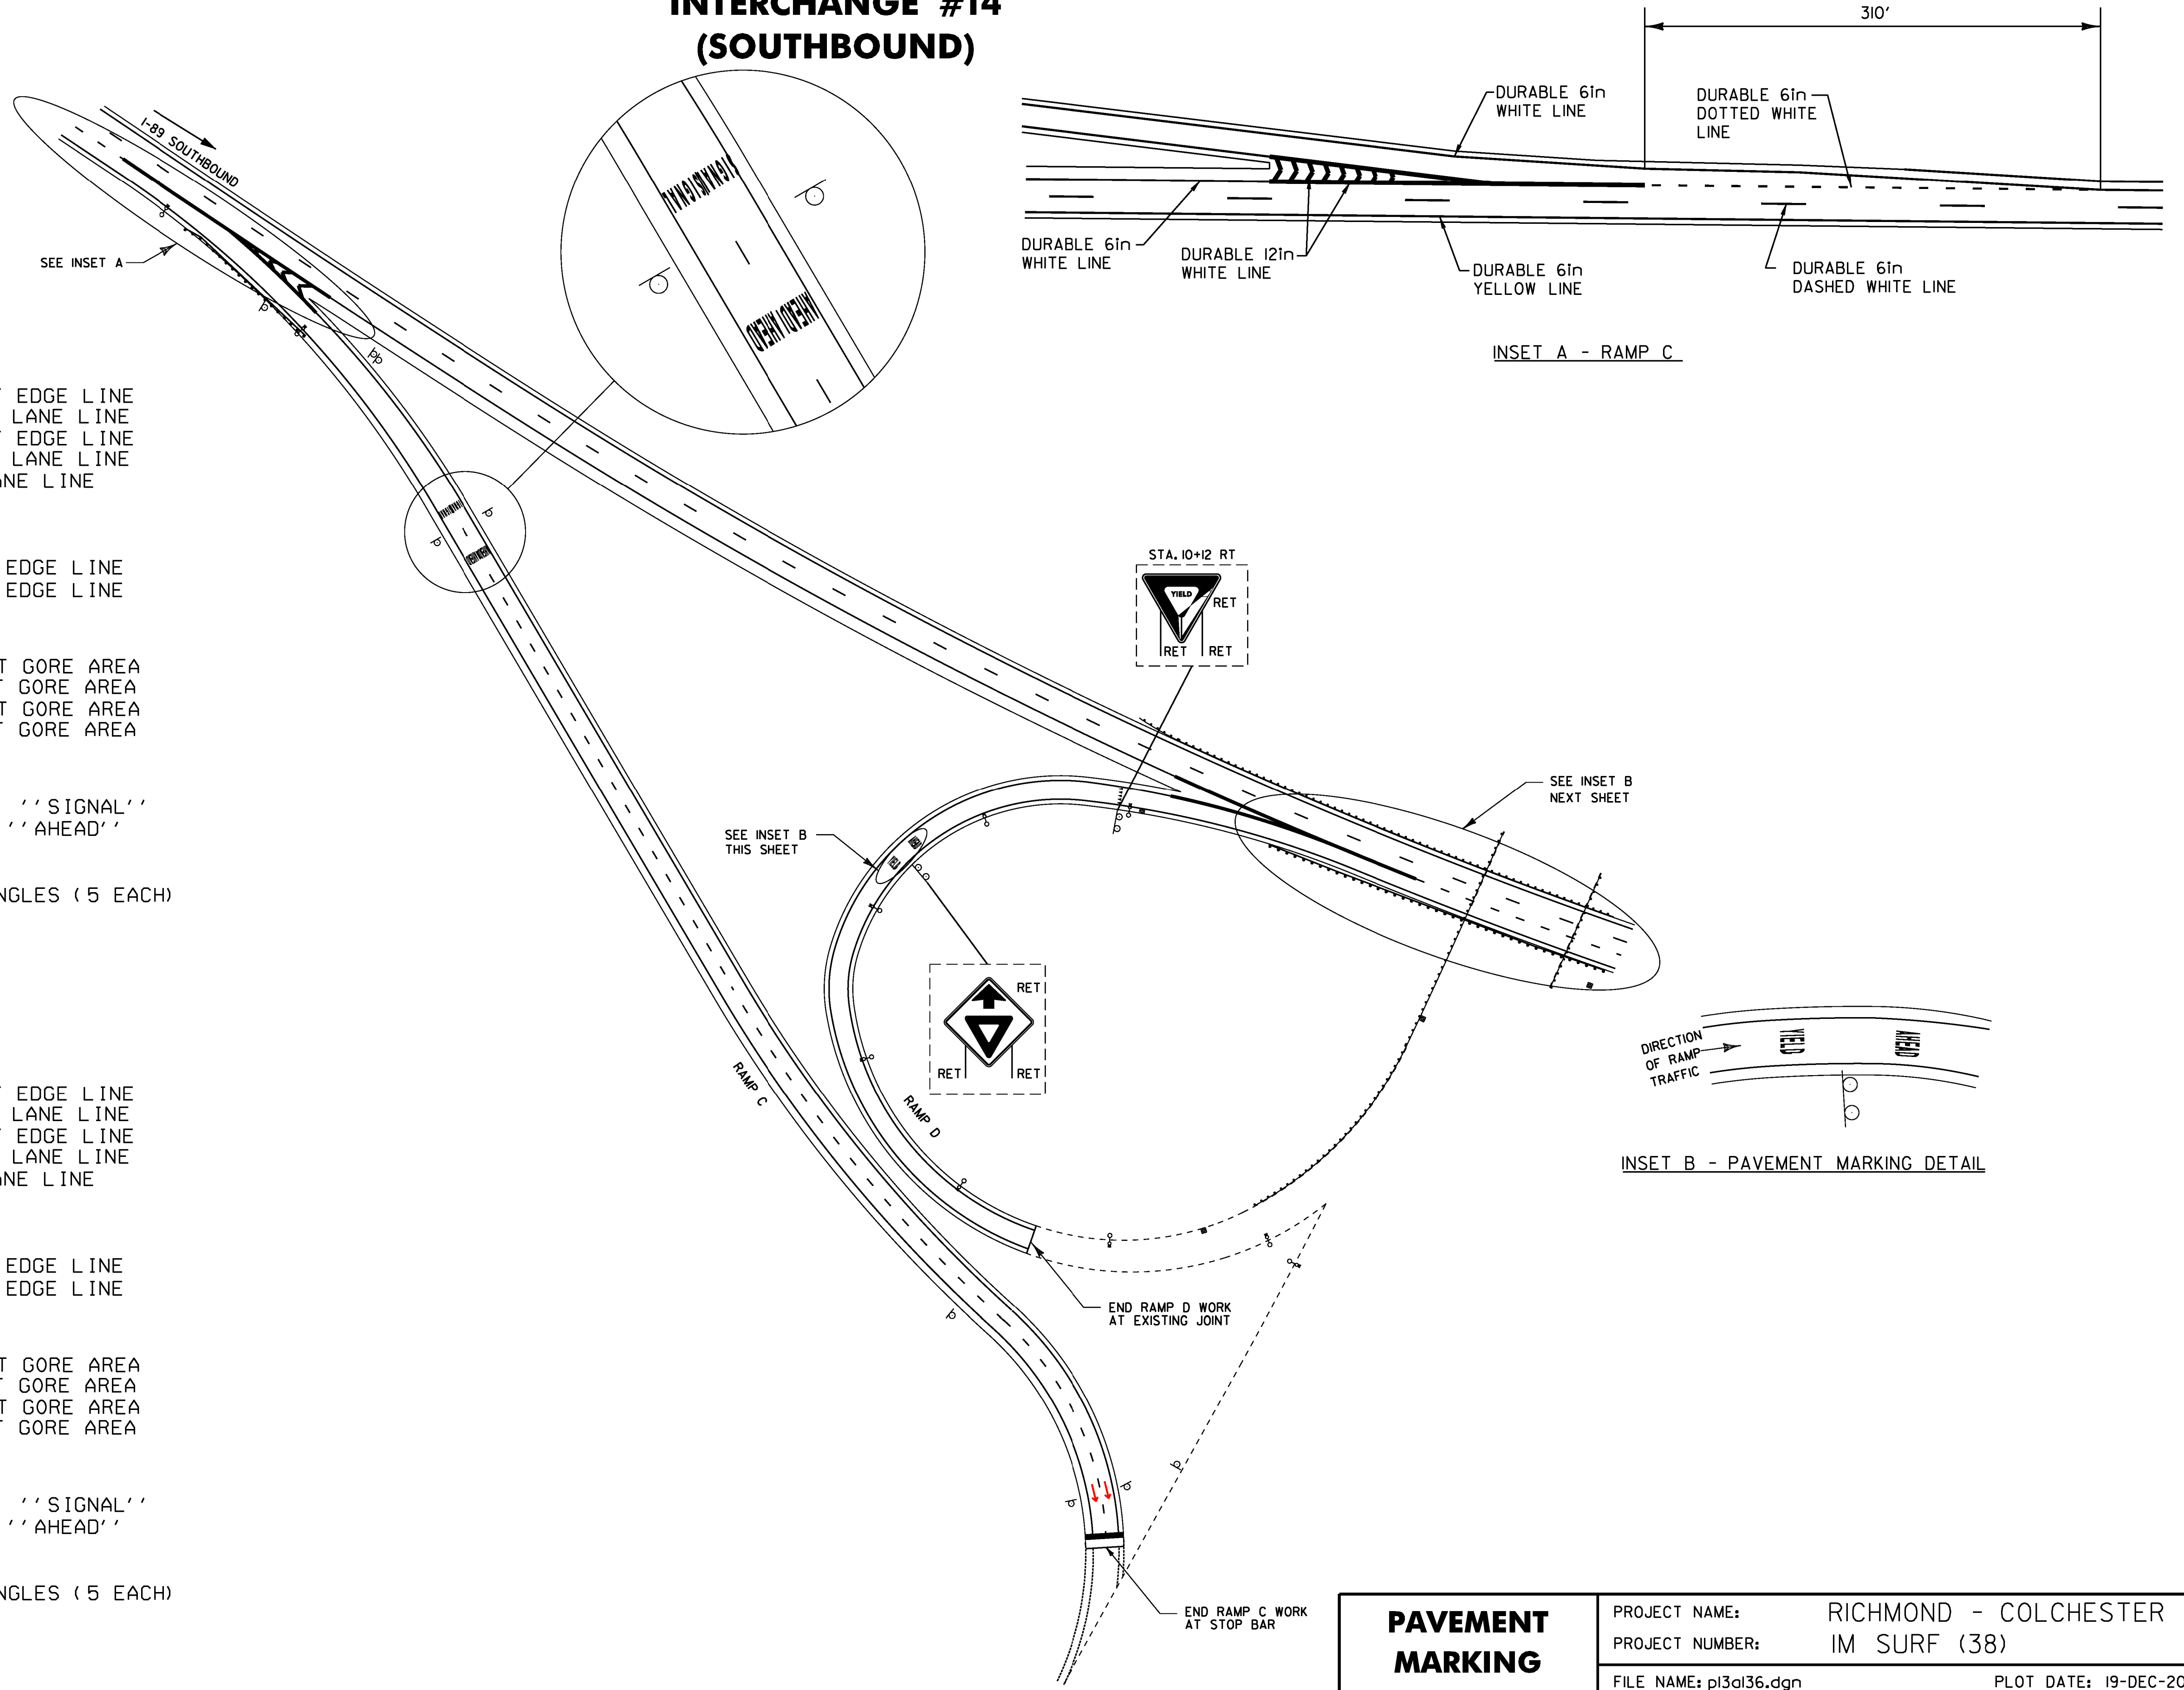 INTERCHANGE #14
(SOUTHBOUND)
310'
DURABLE 6in
WHITE LINE
DURABLE 6in
DOTTED WHITE
LINE
DURABLE 6in
WHITE LINE
DURABLE 12in
WHITE LINE
DURABLE 6in
YELLOW LINE
DURABLE 6in
DASHED WHITE LINE
INSET A - RAMP C
I-89 SOUTHBOUND
SEE INSET A
SIGNAL SIGNAL
AHEAD AHEAD
EDGE LINE
LANE LINE
EDGE LINE
LANE LINE
LINE
EDGE LINE
EDGE LINE
GORE AREA
GORE AREA
GORE AREA
GORE AREA
''SIGNAL''
''AHEAD''
(5 EACH)
EDGE LINE
LANE LINE
EDGE LINE
LANE LINE
LINE
EDGE LINE
EDGE LINE
GORE AREA
GORE AREA
GORE AREA
GORE AREA
''SIGNAL''
''AHEAD''
(5 EACH)
STA. 10+12 RT
YIELD
RET
RET RET
SEE INSET B
NEXT SHEET
SEE INSET B
THIS SHEET
RET
RET RET
RAMP C
RAMP D
DIRECTION
OF RAMP
TRAFFIC
YIELD
AHEAD
INSET B - PAVEMENT MARKING DETAIL
END RAMP D WORK
AT EXISTING JOINT
END RAMP C WORK
AT STOP BAR
PAVEMENT
MARKING
PROJECT NAME: RICHMOND - COLCHESTER
PROJECT NUMBER: IM SURF (38)
FILE NAME: p13a136.dgn
PLOT DATE: 19-DEC-20